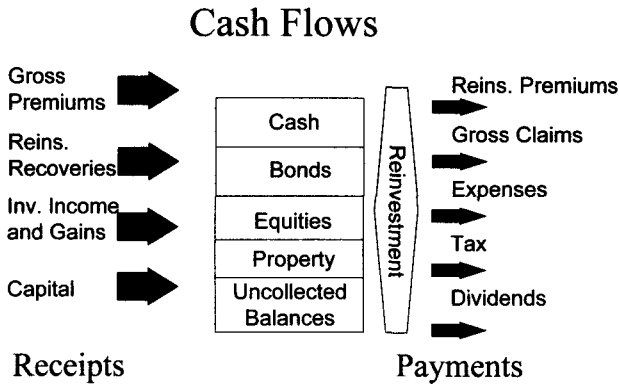 Cash Flows
Gross
Premiums
Reins.
Recoveries
Inv. Income
and Gains
Capital
Receipts
Cash
Bonds
Equities
Property
Uncollected
Balances
Reinvestment
Reins. Premiums
Gross Claims
Expenses
Tax
Dividends
Payments